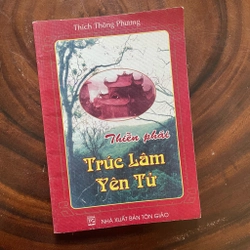 Thích Thông Phương
Thiền phái
Trúc Lâm
Yên Tử
NHÀ XUẤT BẢN TÔN GIÁO